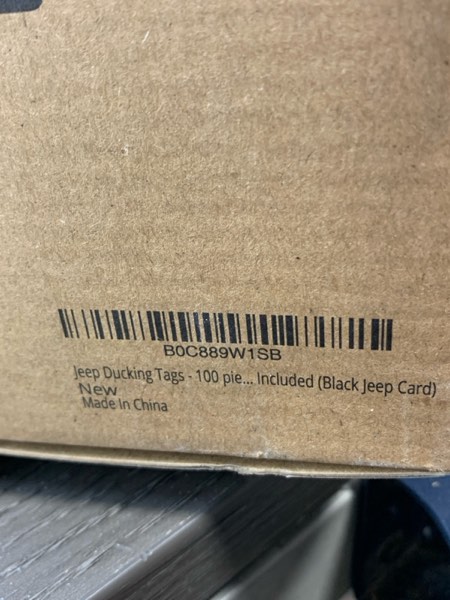 B0C889W1SB
Jeep Ducking Tags - 100 pie... Included (Black Jeep Card)
New
Made In China